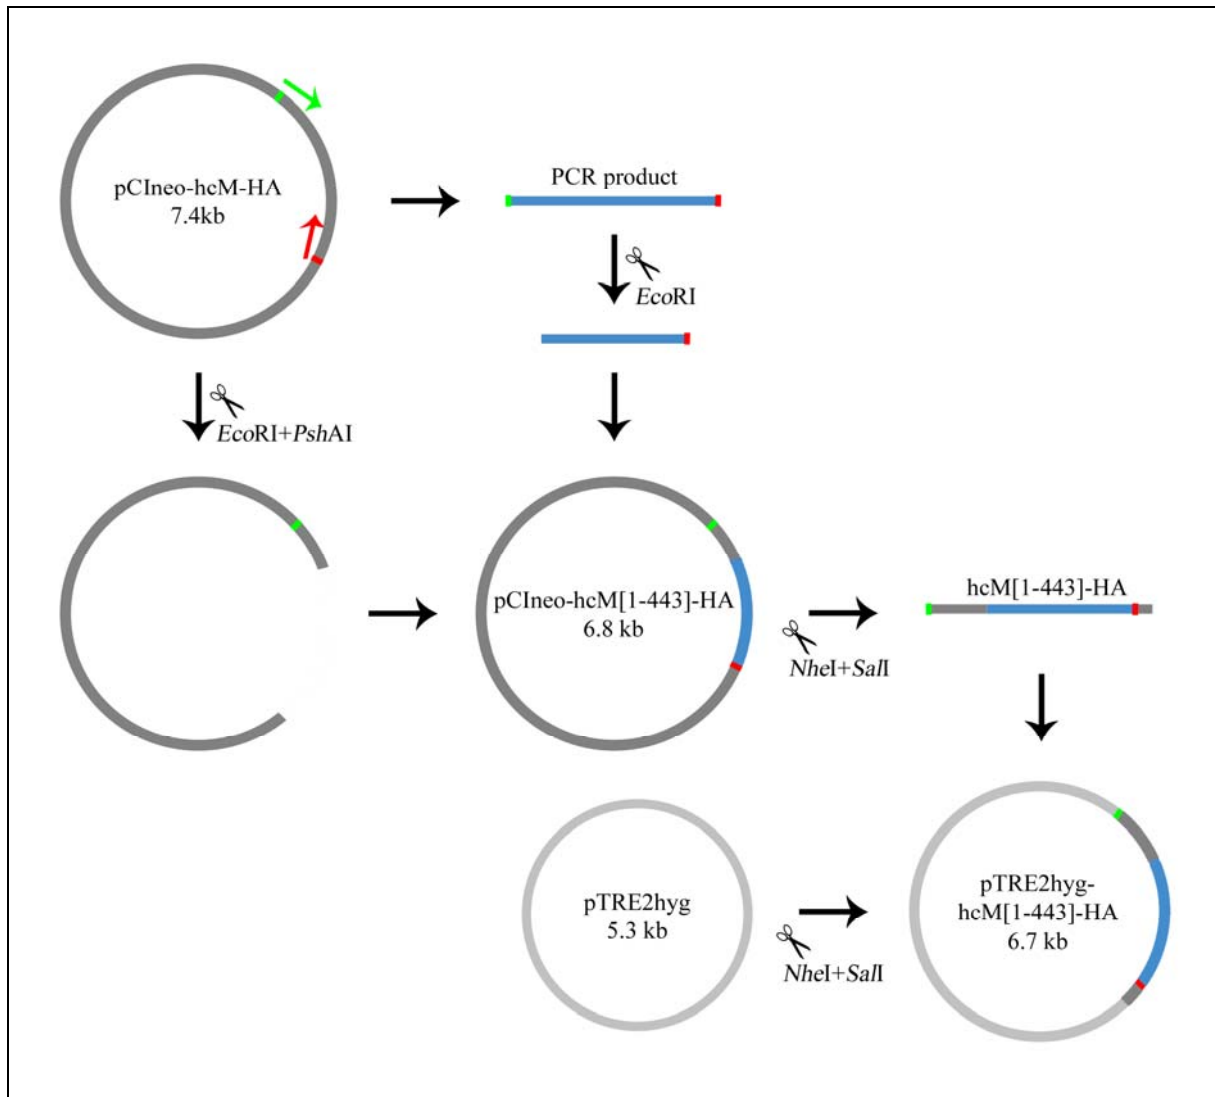 pCIneo-hcM-HA
7.4kb
PCR product
EcoRI
EcoRI+PshAI
pCIneo-hcM[1-443]-HA
6.8 kb
NheI+SalI
hcM[1-443]-HA
pTRE2hyg
5.3 kb
NheI+SalI
pTRE2hyg-
hcM[1-443]-HA
6.7 kb